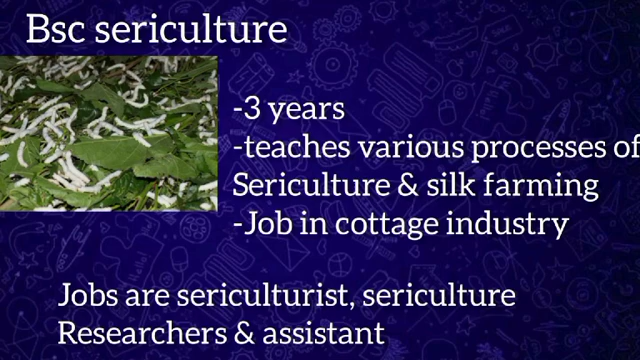 Bsc sericulture
-3 years
-teaches various processes of
Sericulture & silk farming
-Job in cottage industry
Jobs are sericulturist, sericulture
Researchers & assistant